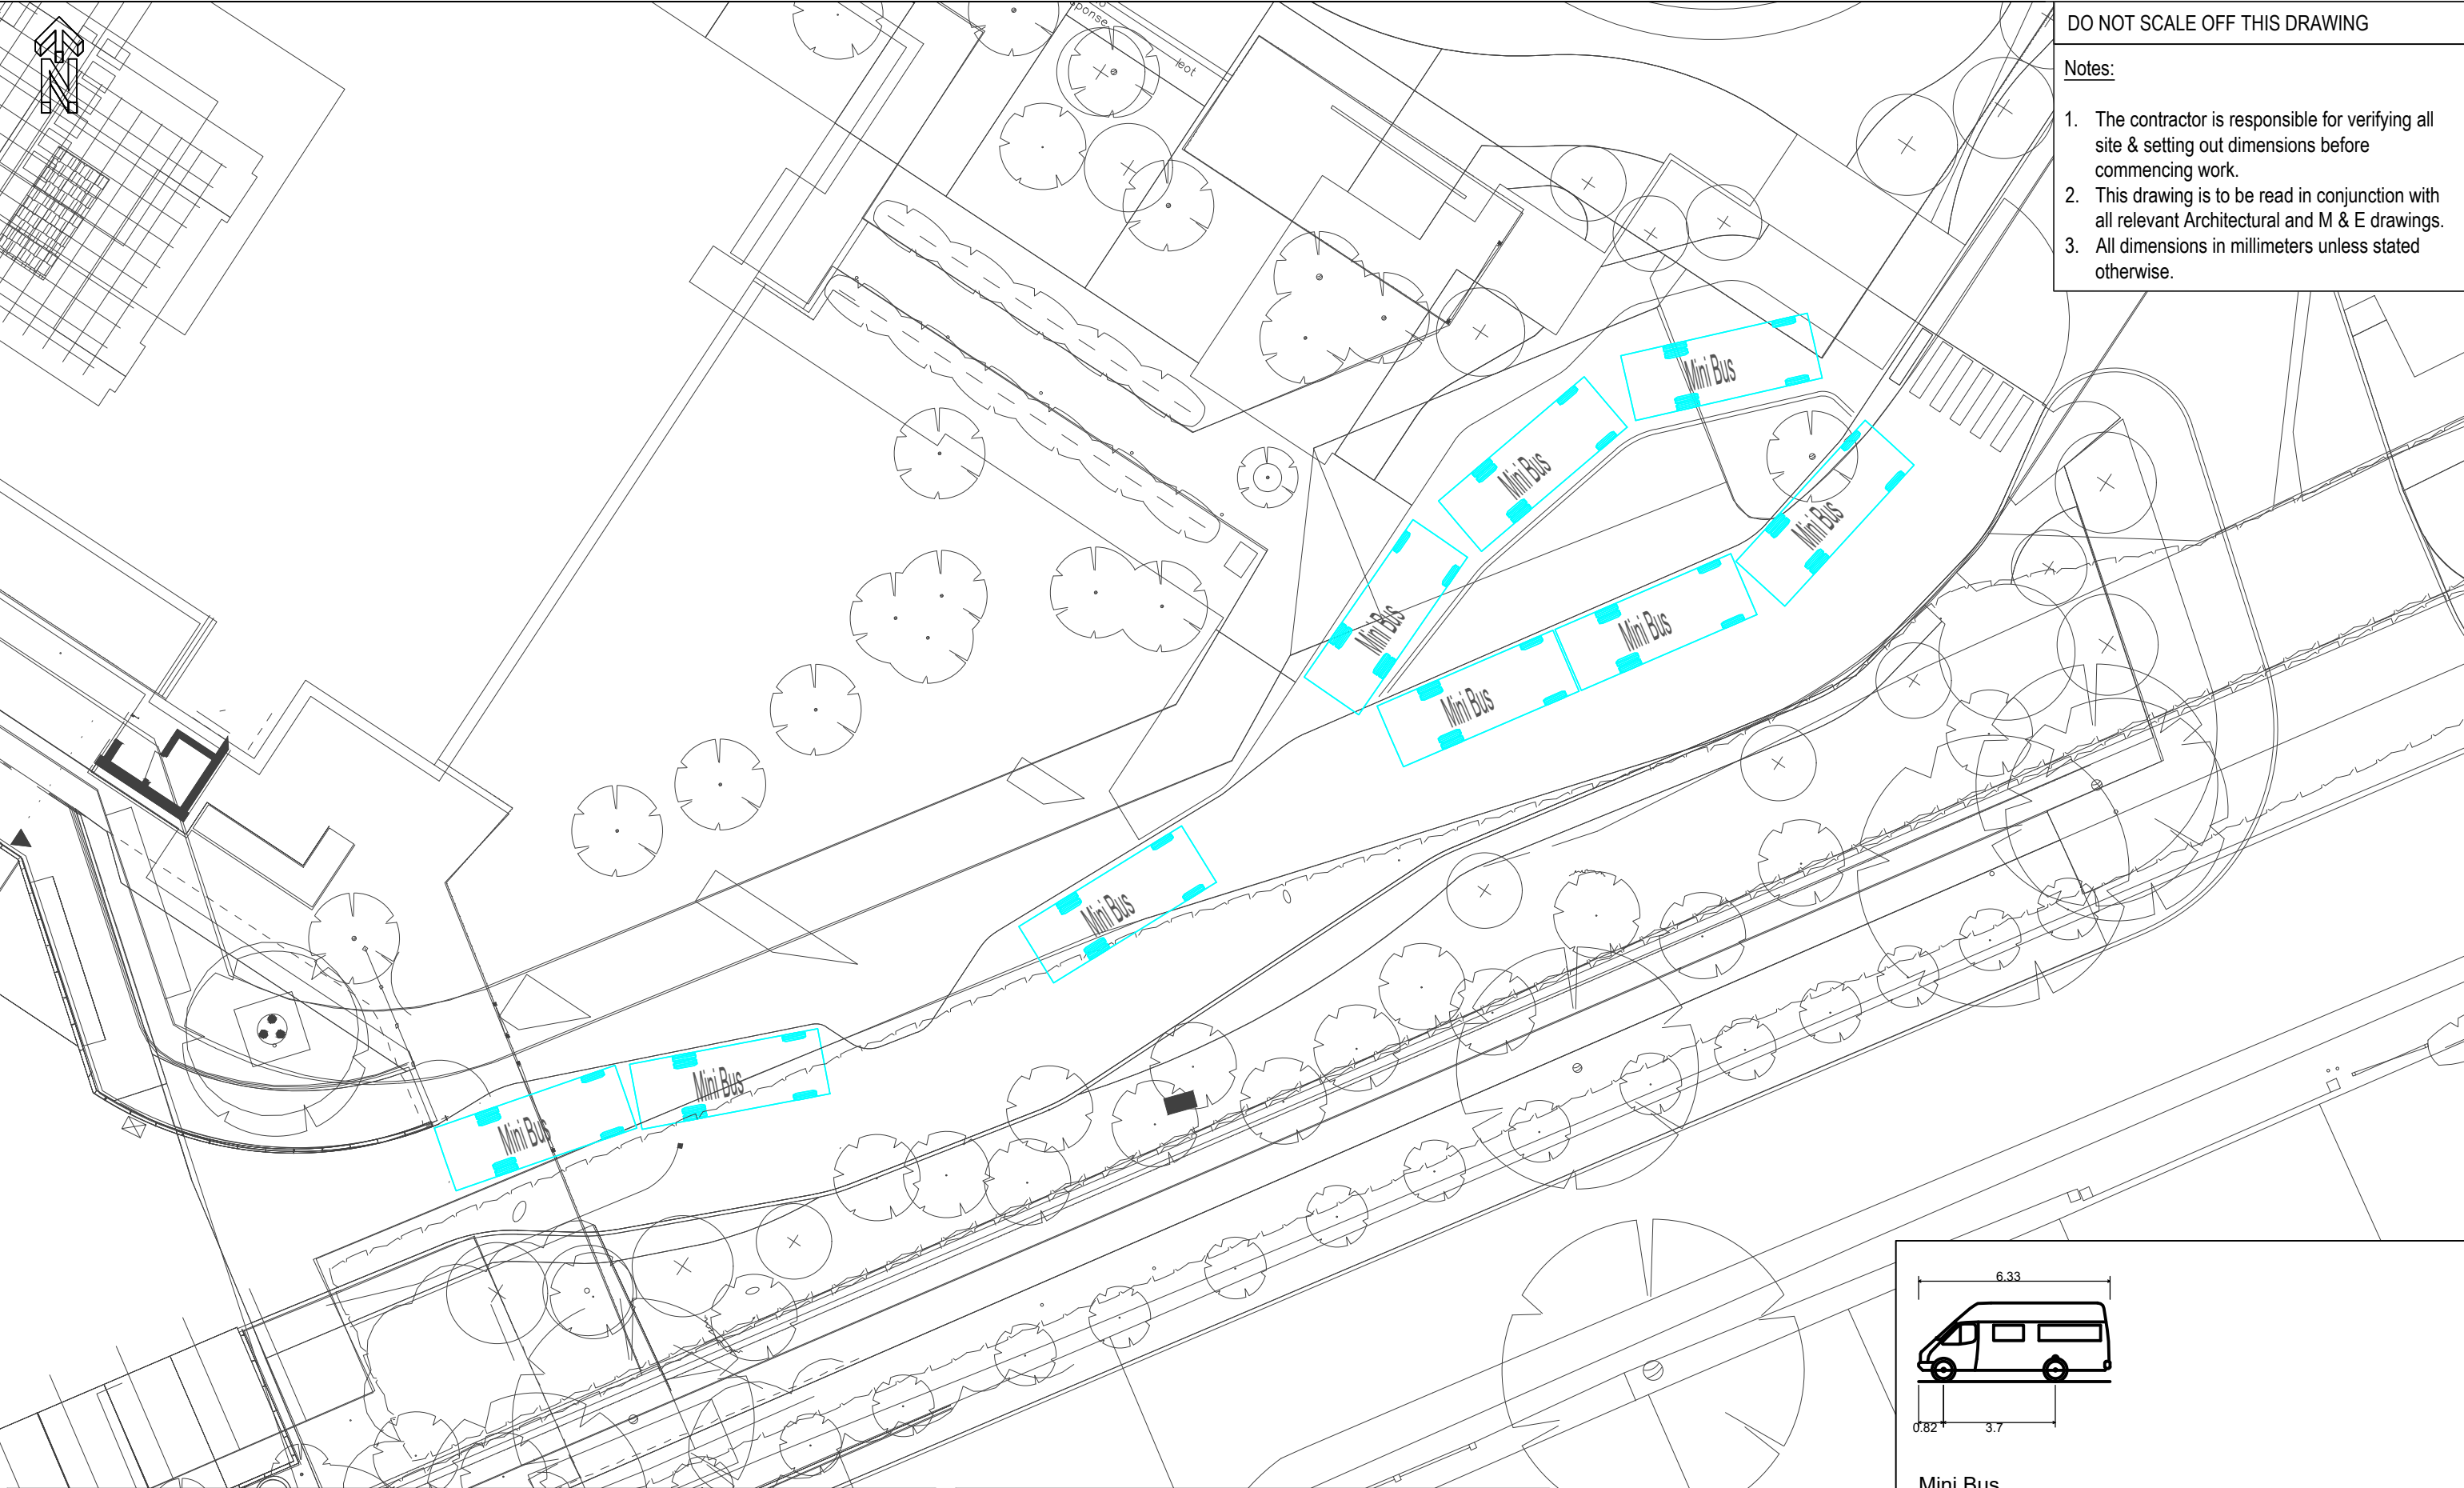 ponse
leot
N
DO NOT SCALE OFF THIS DRAWING
Notes:
1. The contractor is responsible for verifying all
site & setting out dimensions before
commencing work.
2. This drawing is to be read in conjunction with
all relevant Architectural and M & E drawings.
3. All dimensions in millimeters unless stated
otherwise.
Mini Bus
Mini Bus
Mini Bus
Mini Bus
Mini Bus
Mini Bus
Mini Bus
Mini Bus
Mini Bus
6.33
0.82
3.7
Mini Bus